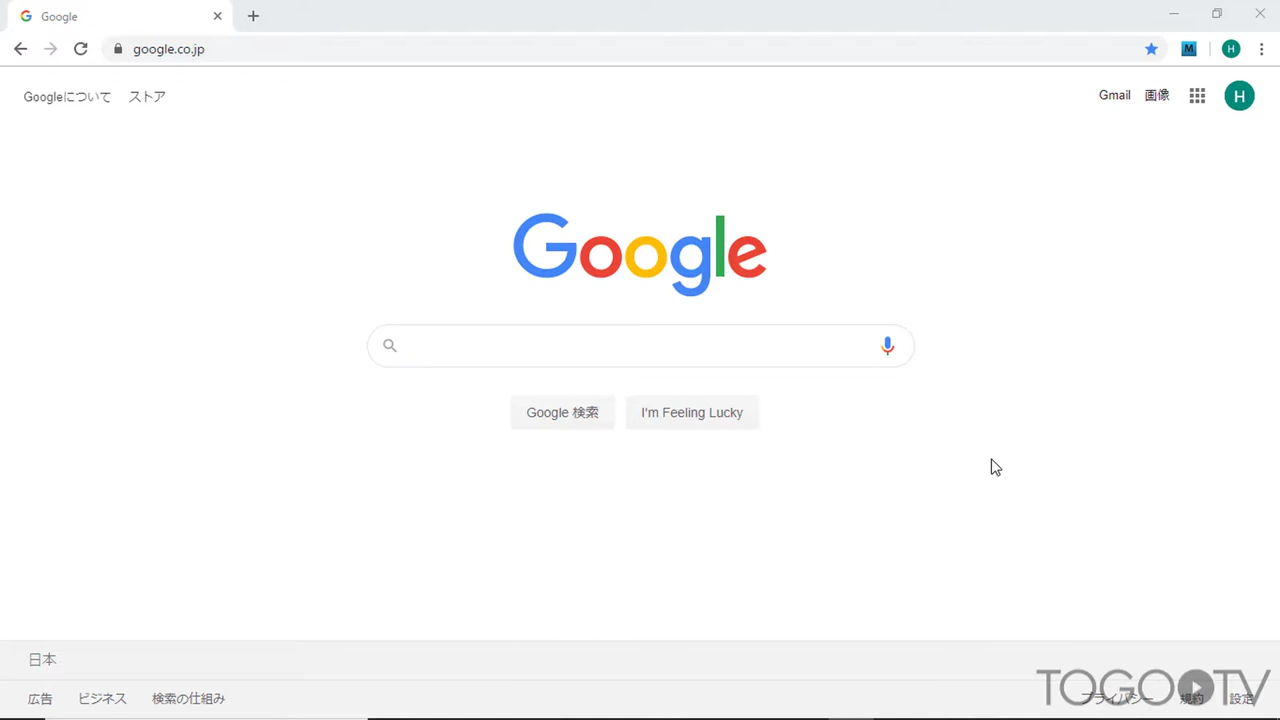 Google
google.co.jp
M
H
Googleについて ストア
Gmail 画像
H
Google
Google 検索
I'm Feeling Lucky
日本
広告 ビジネス 検索の仕組み
プライバシー 規約 設定
TOGO TV